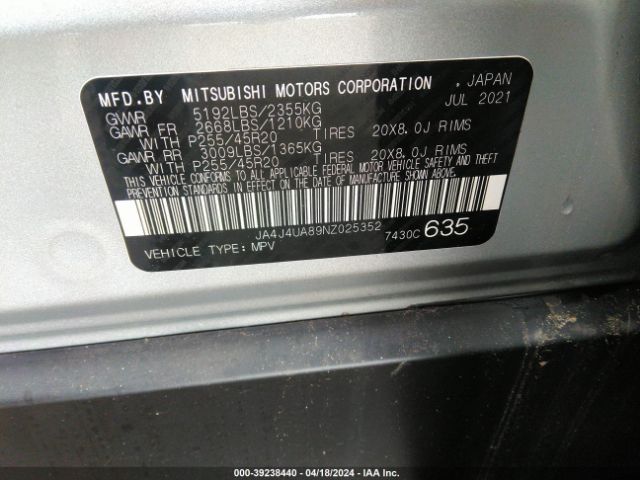 MFD.BY MITSUBISHI MOTORS CORPORATION , JAPAN
GVWR 5192LBS/2355KG JUL 2021
GAWR FR 2668LBS/1210KG
WITH P255/45R20 TIRES 20X8.0J RIMS
GAWR RR 3009LBS/1365KG
WITH P255/45R20 TIRES 20X8.0J RIMS
THIS VEHICLE CONFORMS TO ALL APPLICABLE FEDERAL MOTOR VEHICLE SAFETY AND THEFT
PREVENTION STANDARDS IN EFFECT ON THE DATE OF MANUFACTURE SHOWN ABOVE.
JA4J4UA89NZ025352 7430C 635
VEHICLE TYPE: MPV
000-39238440 - 04/18/2024 - IAA Inc.